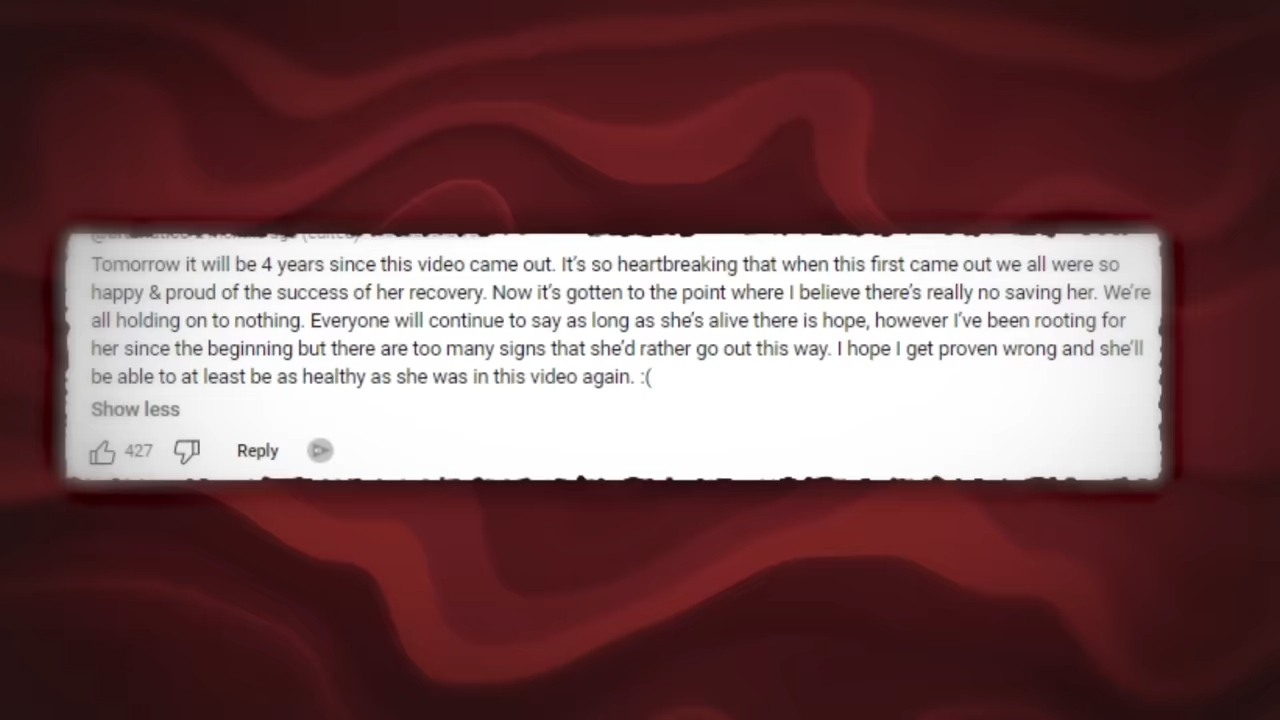 Tomorrow it will be 4 years since this video came out. It's so heartbreaking that when this first came out we all were so
happy & proud of the success of her recovery. Now it's gotten to the point where I believe there's really no saving her. We're
all holding on to nothing. Everyone will continue to say as long as she's alive there is hope, however I've been rooting for
her since the beginning but there are too many signs that she'd rather go out this way. I hope I get proven wrong and she'll
be able to at least be as healthy as she was in this video again. :(
Show less
427 Reply